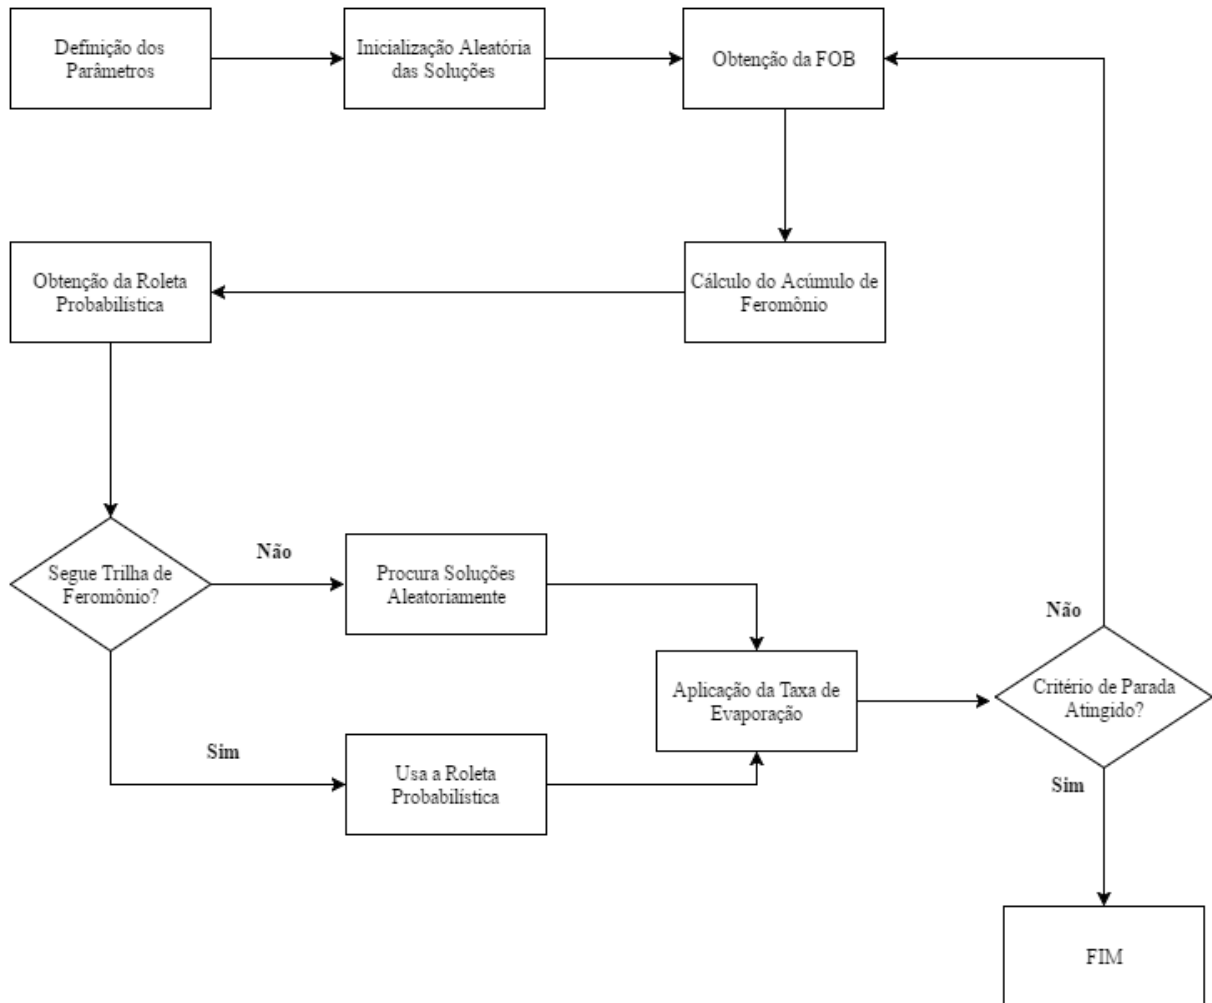 Definição dos
Parâmetros
Inicialização Aleatória
das Soluções
Obtenção da FOB
Obtenção da Roleta
Probabilística
Cálculo do Acúmulo de
Feromônio
Segue Trilha de
Feromônio?
Não
Procura Soluções
Aleatoriamente
Sim
Usa a Roleta
Probabilística
Aplicação da Taxa de
Evaporação
Não
Critério de Parada
Atingido?
Sim
FIM